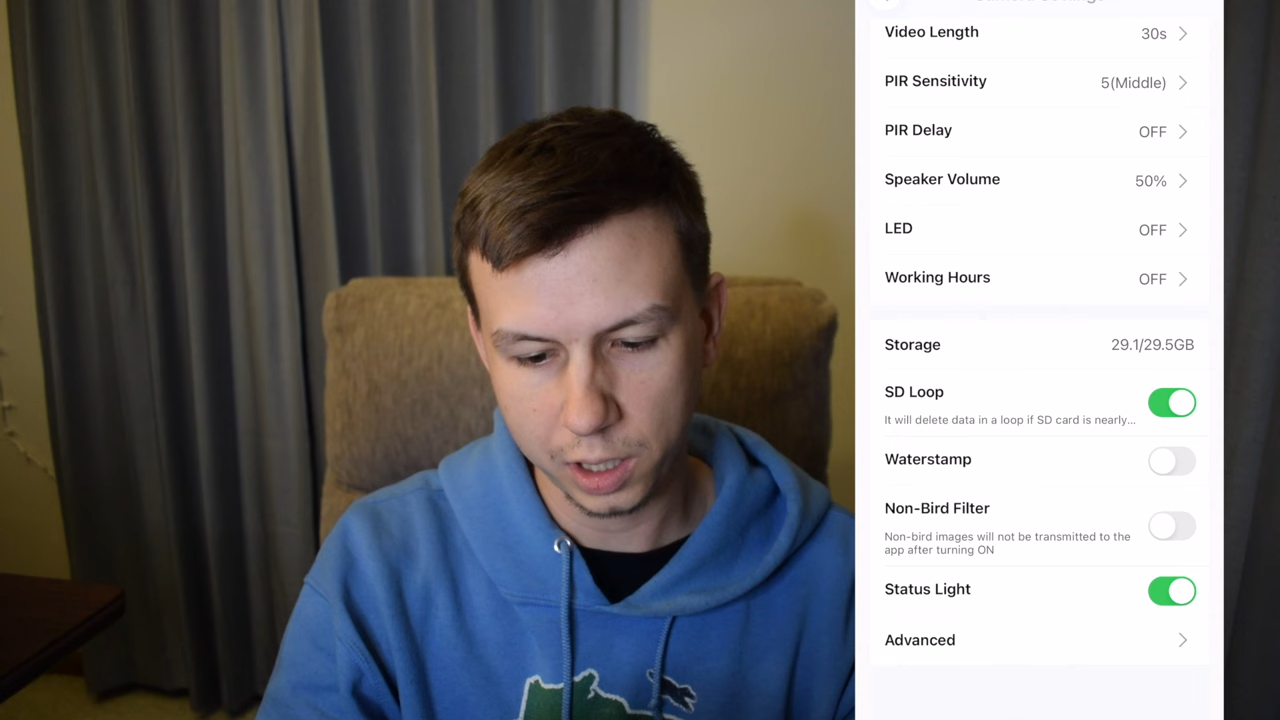 Video Length 30s
PIR Sensitivity 5(Middle)
PIR Delay OFF
Speaker Volume 50%
LED OFF
Working Hours OFF
Storage 29.1/29.5GB
SD Loop
It will delete data in a loop if SD card is nearly...
Waterstamp
Non-Bird Filter
Non-bird images will not be transmitted to the
app after turning ON
Status Light
Advanced